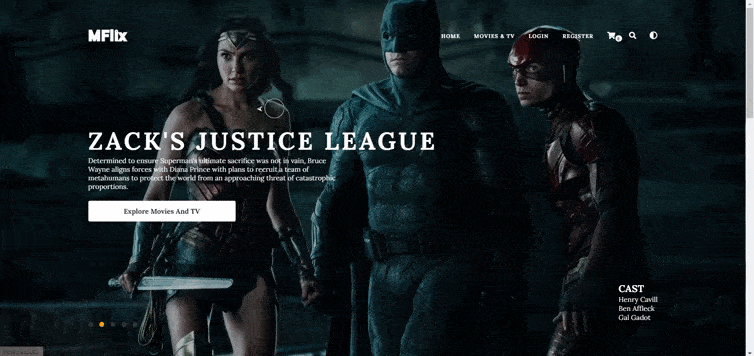 MFlix
HOME MOVIES & TV LOGIN REGISTER
ZACK'S JUSTICE LEAGUE
Determined to ensure Superman's ultimate sacrifice was not in vain, Bruce
Wayne aligns forces with Diana Prince with plans to recruit a team of
metahumans to protect the world from an approaching threat of catastrophic
proportions.
Explore Movies And TV
CAST
Henry Cavill
Ben Affleck
Gal Gadot